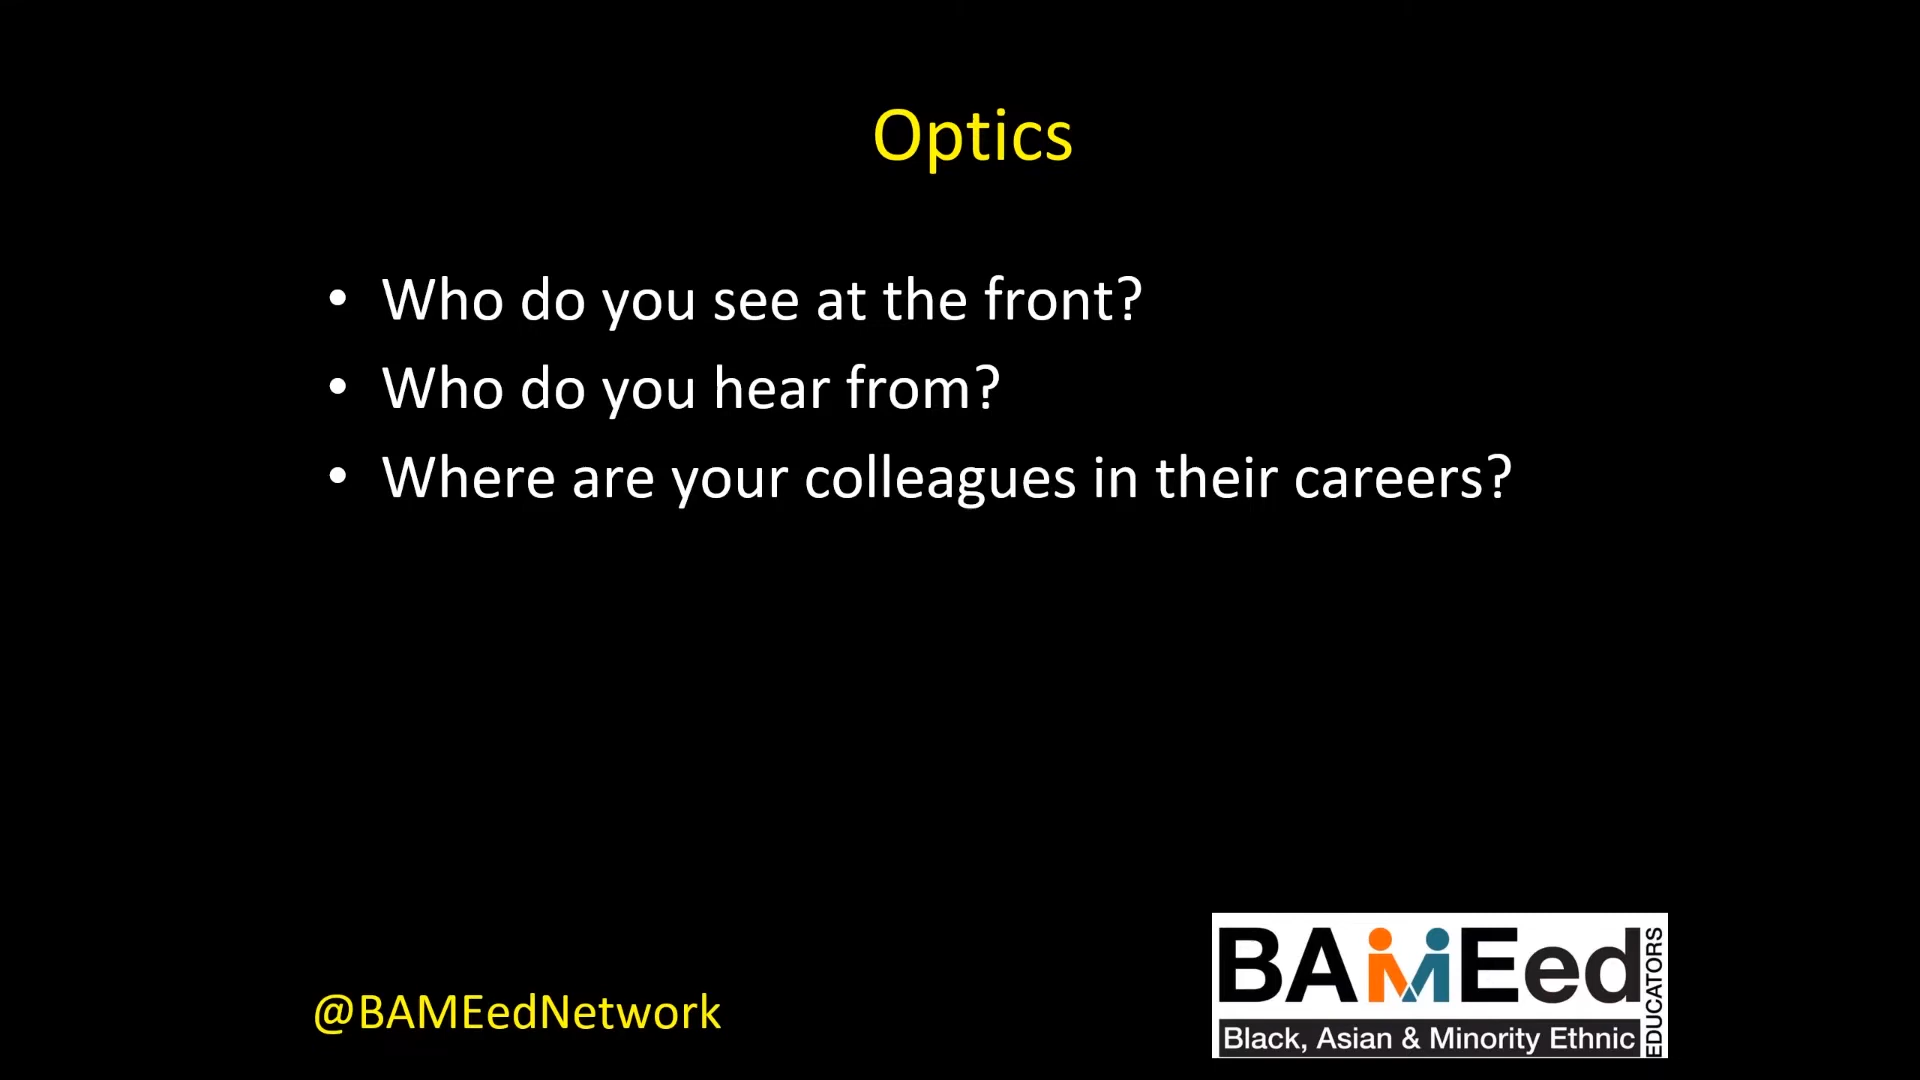 Optics
• Who do you see at the front?
• Who do you hear from?
• Where are your colleagues in their careers?
@BAMEedNetwork
BAMEed
EDUCATORS
Black, Asian & Minority Ethnic